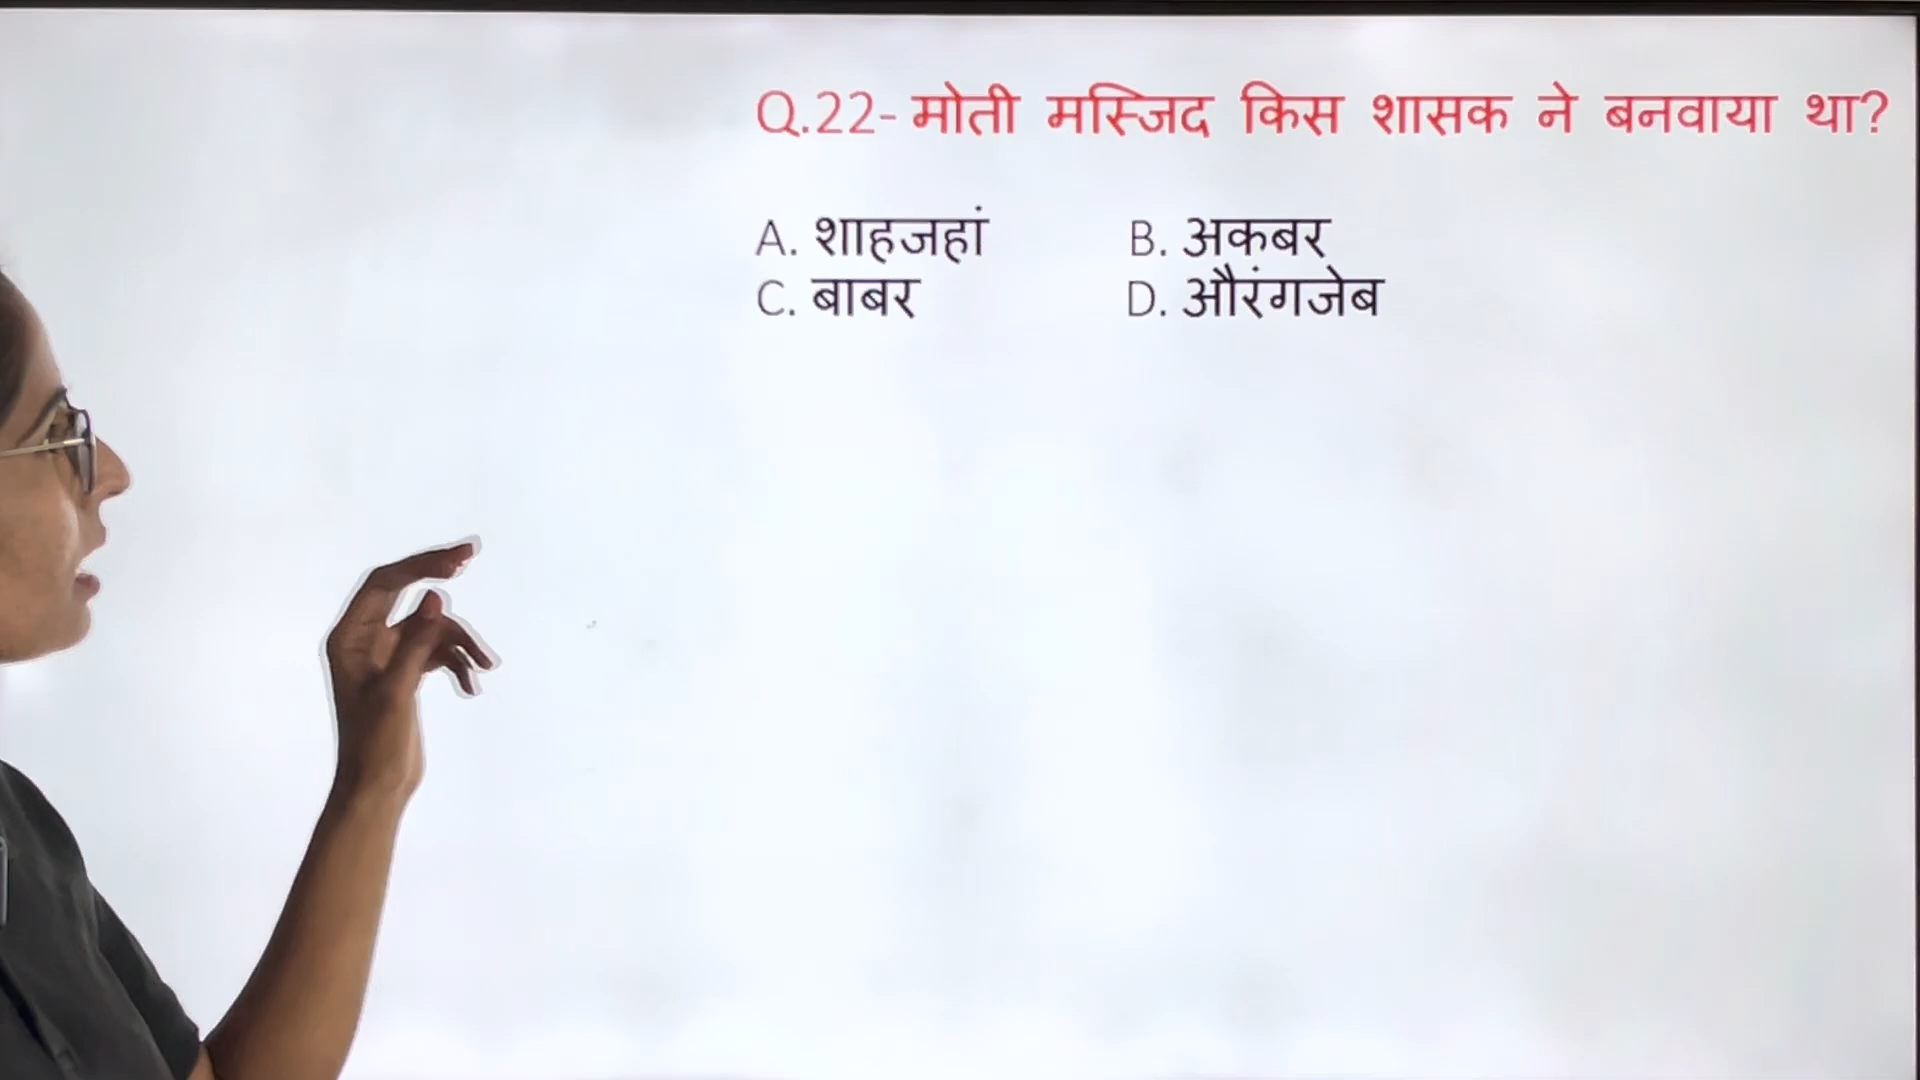 Q.22- मोती मस्जिद किस शासक ने बनवाया था?
A. शाहजहां B. अकबर
C. बाबर D. औरंगजेब